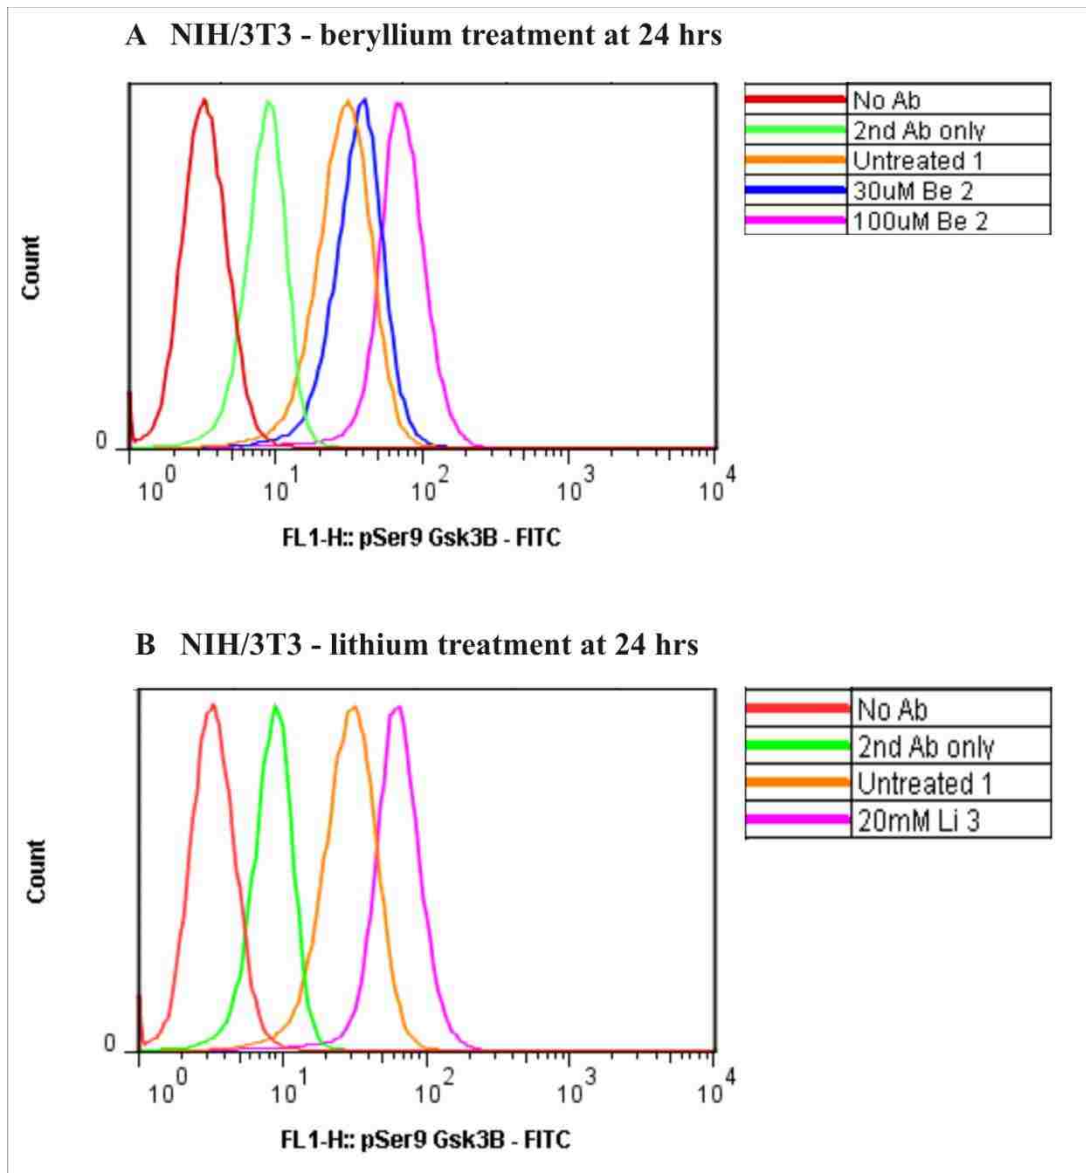 A NIH/3T3 - beryllium treatment at 24 hrs
No Ab
2nd Ab only
Untreated 1
30uM Be 2
100uM Be 2
Count
0
10^0 10^1 10^2 10^3 10^4
FL1-H:: pSer9 Gsk3B - FITC
B NIH/3T3 - lithium treatment at 24 hrs
No Ab
2nd Ab only
Untreated 1
20mM Li 3
Count
0
10^0 10^1 10^2 10^3 10^4
FL1-H:: pSer9 Gsk3B - FITC